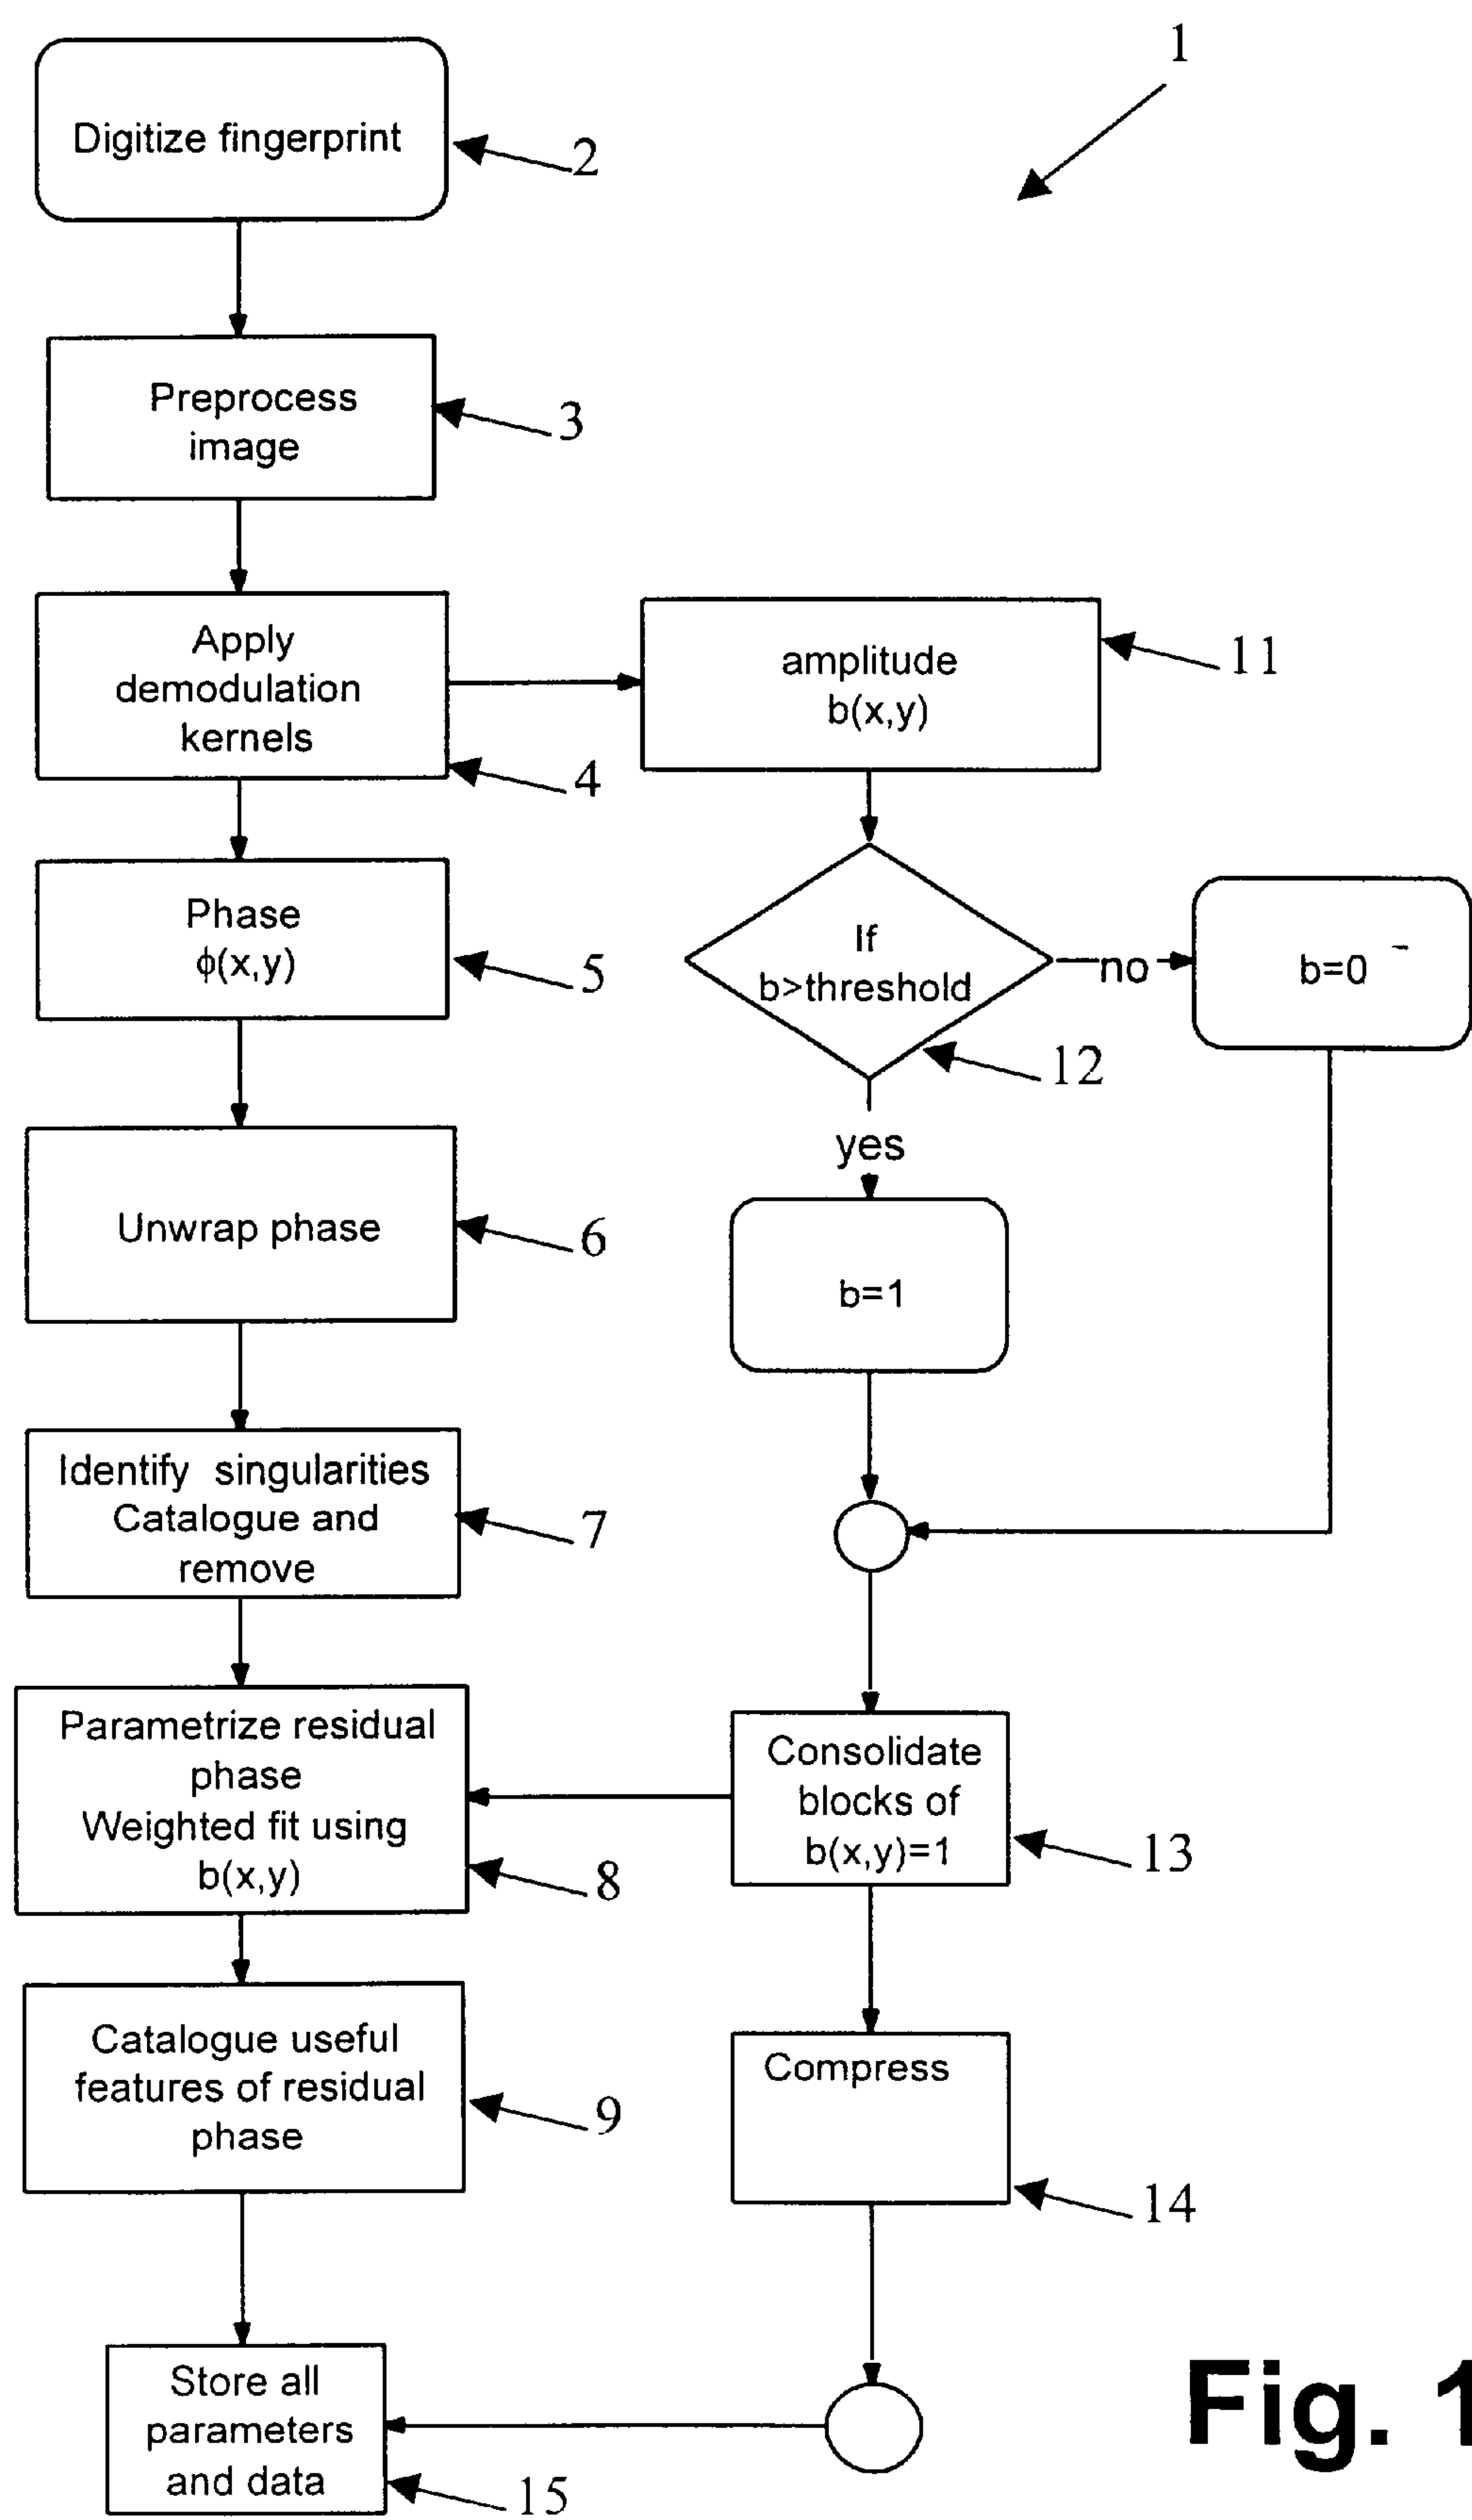 1
Digitize fingerprint
2
Preprocess
image
3
Apply
demodulation
kernels
4
amplitude
b(x,y)
11
Phase
ϕ(x,y)
5
If
b>threshold
12
no
b=0
yes
b=1
Unwrap phase
6
Identify singularities
Catalogue and
remove
7
Parametrize residual
phase
Weighted fit using
b(x,y)
8
Consolidate
blocks of
b(x,y)=1
13
Catalogue useful
features of residual
phase
9
Compress
14
Store all
parameters
and data
15
Fig. 1